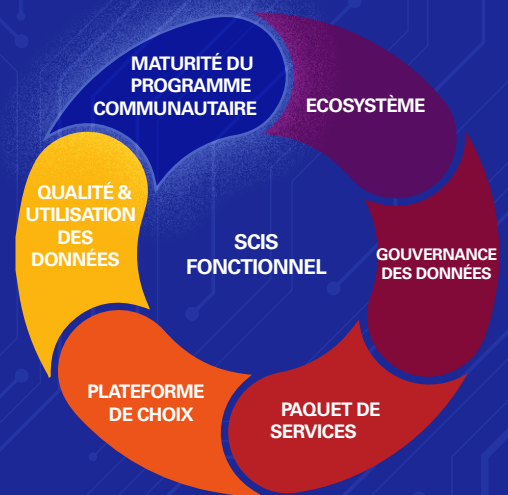 MATURITÉ DU
PROGRAMME
COMMUNAUTAIRE
ECOSYSTÈME
GOUVERNANCE
DES DONNÉES
PAQUET DE
SERVICES
PLATEFORME
DE CHOIX
QUALITÉ &
UTILISATION
DES
DONNÉES
SCIS
FONCTIONNEL